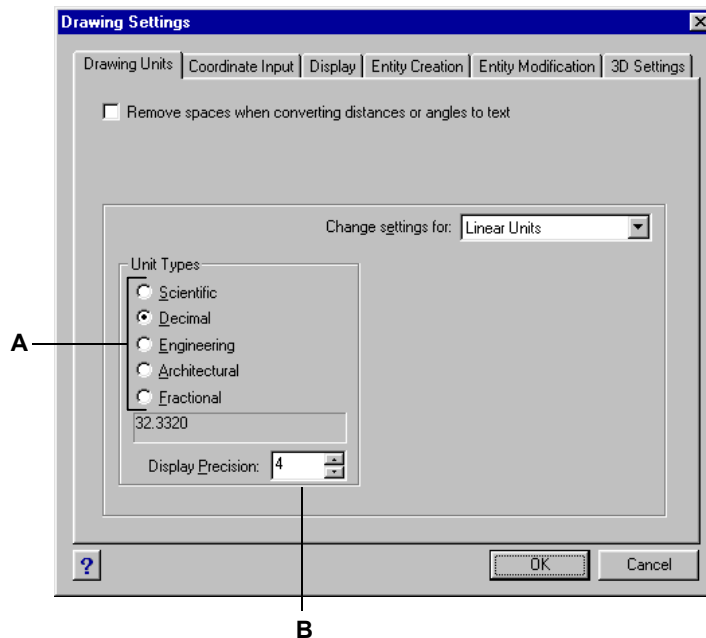 Drawing Settings
Drawing Units Coordinate Input Display Entity Creation Entity Modification 3D Settings
Remove spaces when converting distances or angles to text
Change settings for: Linear Units
Unit Types
Scientific
Decimal
A Engineering
Architectural
Fractional
32.3320
Display Precision: 4
? OK Cancel
B